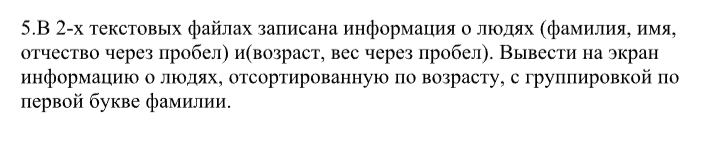 5.В 2-х текстовых файлах записана информация о людях (фамилия, имя,
отчество через пробел) и(возраст, вес через пробел). Вывести на экран
информацию о людях, отсортированную по возрасту, с группировкой по
первой букве фамилии.